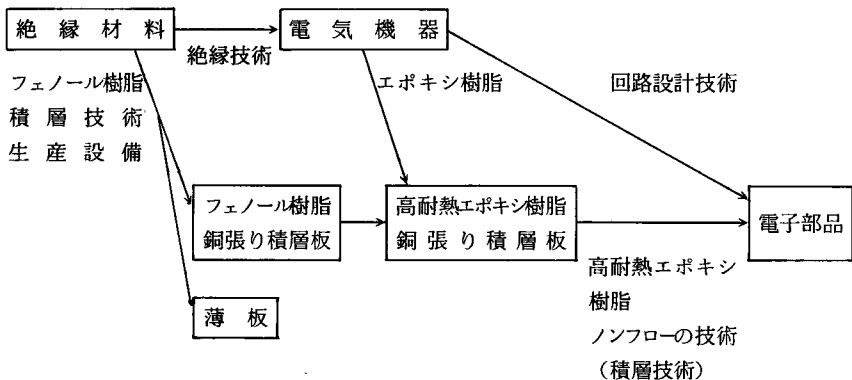 絶縁材料
電気機器
絶縁技術
フェノール樹脂
積層技術
生産設備
エポキシ樹脂
回路設計技術
フェノール樹脂
銅張り積層板
高耐熱エポキシ樹脂
銅張り積層板
電子部品
高耐熱エポキシ
樹脂
ノンフローの技術
(積層技術)
薄板